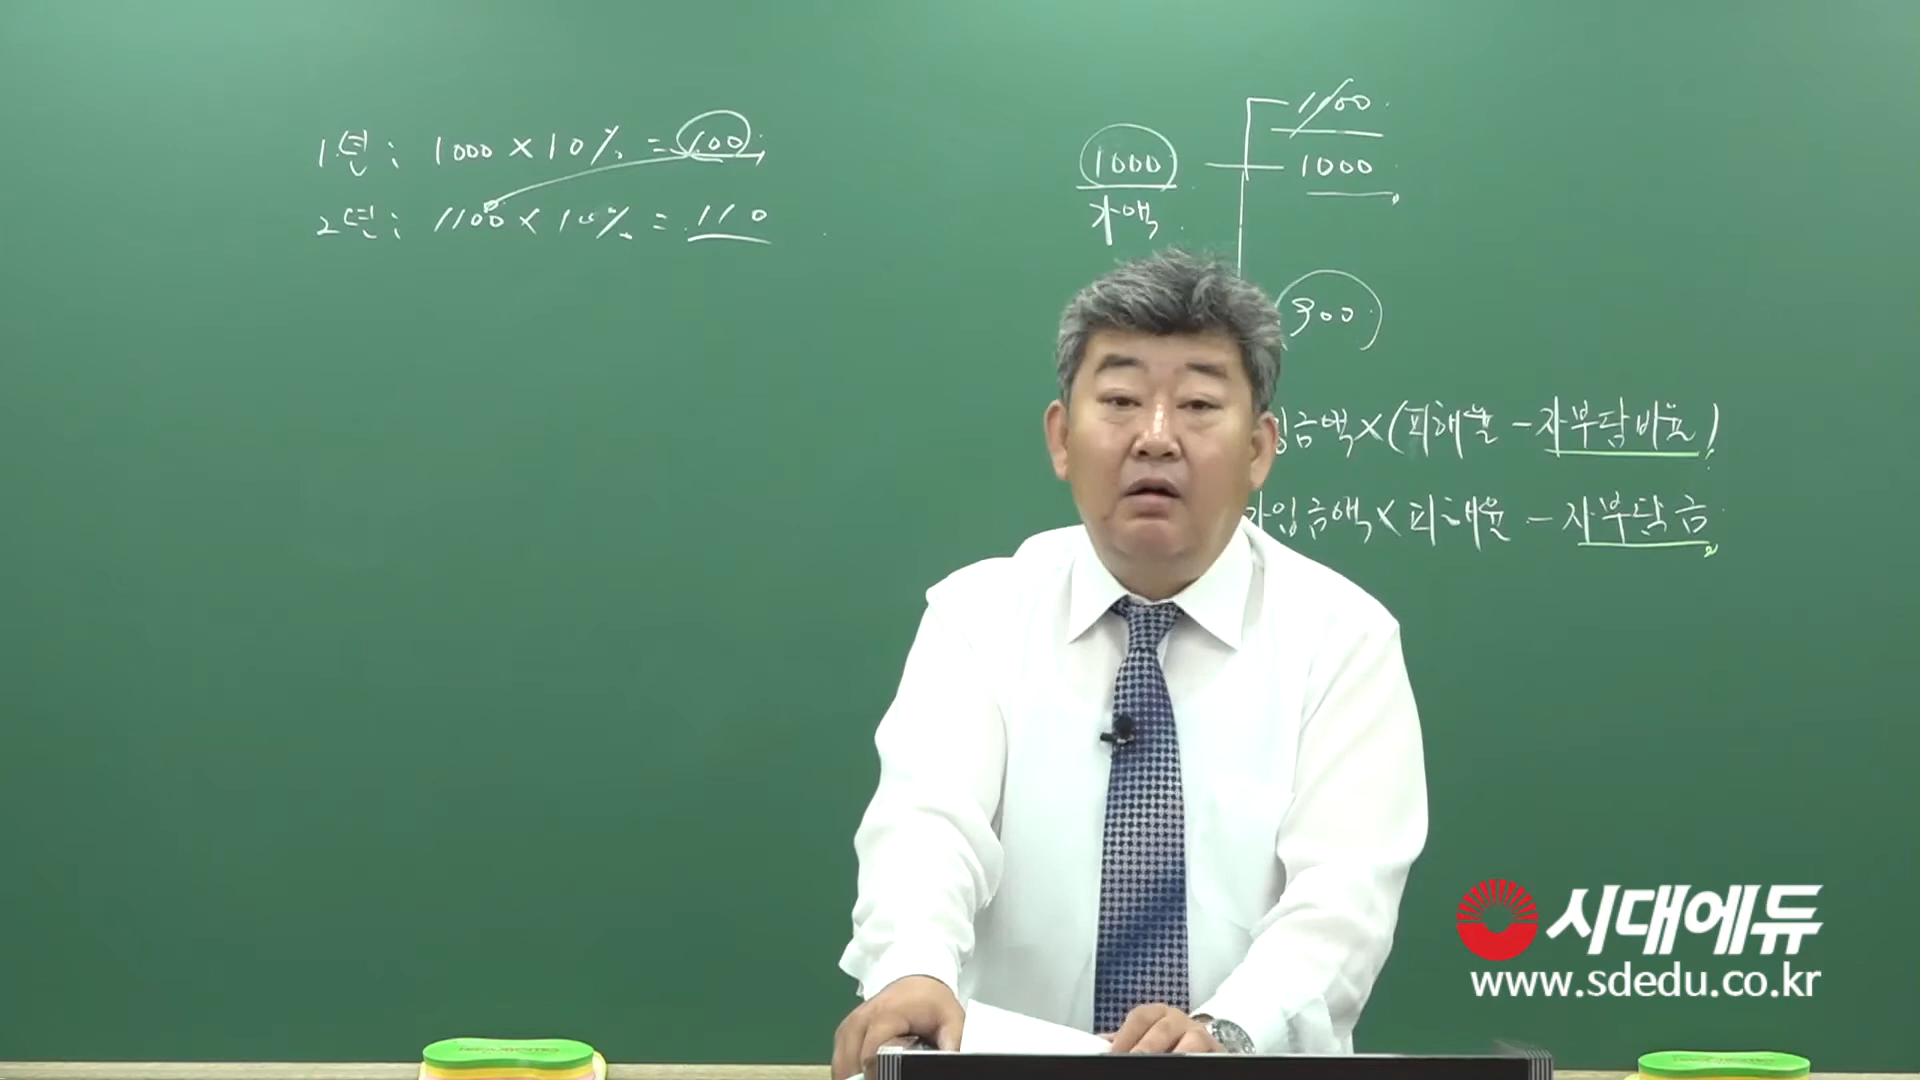 1년 : 1000 × 10% = 100
2년 : 1100 × 10% = 110
1000
가액
1100
1000
900
입금액 × (피해율 - 자부담비율)
가입금액 × 피해율 - 자부담금
시대에듀
www.sdedu.co.kr